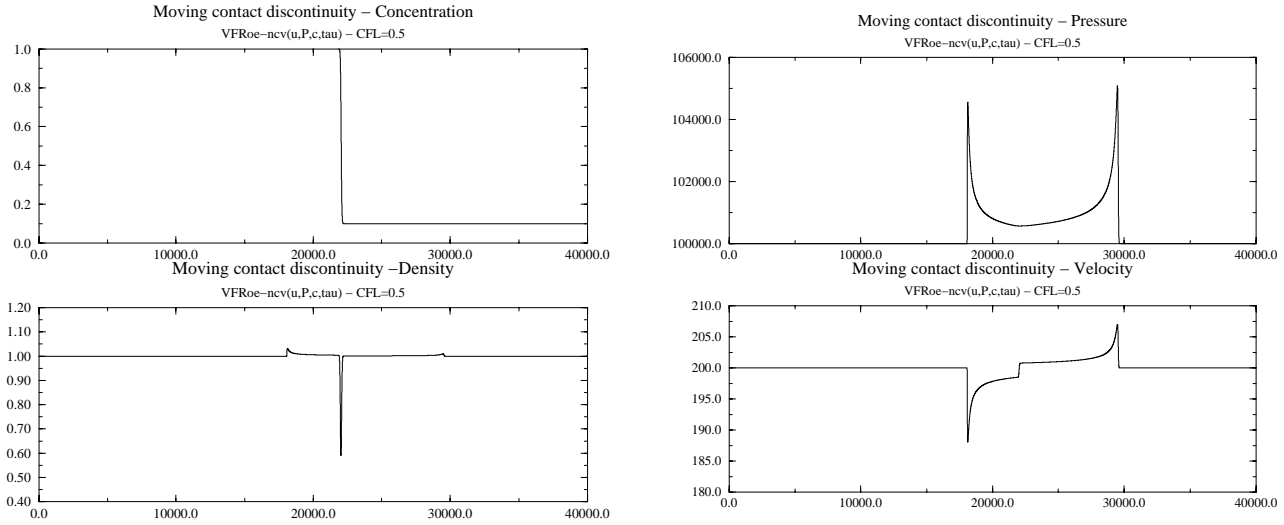 Moving contact discontinuity – Concentration
VFRoe–ncv(u,P,c,tau) – CFL=0.5
1.0
0.8
0.6
0.4
0.2
0.0
0.0 10000.0 20000.0 30000.0 40000.0
Moving contact discontinuity – Pressure
VFRoe–ncv(u,P,c,tau) – CFL=0.5
106000.0
104000.0
102000.0
100000.0
0.0 10000.0 20000.0 30000.0 40000.0
Moving contact discontinuity –Density
VFRoe–ncv(u,P,c,tau) – CFL=0.5
1.20
1.10
1.00
0.90
0.80
0.70
0.60
0.50
0.40
0.0 10000.0 20000.0 30000.0 40000.0
Moving contact discontinuity – Velocity
VFRoe–ncv(u,P,c,tau) – CFL=0.5
210.0
205.0
200.0
195.0
190.0
185.0
180.0
0.0 10000.0 20000.0 30000.0 40000.0